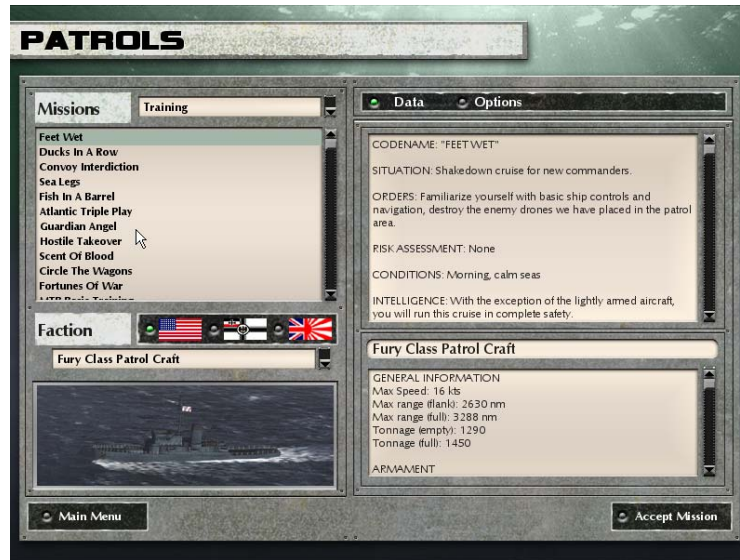 PATROLS
Missions
Training
Feet Wet
Ducks In A Row
Convoy Interdiction
Sea Legs
Fish In A Barrel
Atlantic Triple Play
Guardian Angel
Hostile Takeover
Scent Of Blood
Circle The Wagons
Fortunes Of War
MTB Basic Training
Faction
Fury Class Patrol Craft
Main Menu
Data
Options
CODENAME: "FEET WET"
SITUATION: Shakedown cruise for new commanders.
ORDERS: Familiarize yourself with basic ship controls and
navigation, destroy the enemy drones we have placed in the patrol
area.
RISK ASSESSMENT: None
CONDITIONS: Morning, calm seas
INTELLIGENCE: With the exception of the lightly armed aircraft,
you will run this cruise in complete safety.
Fury Class Patrol Craft
GENERAL INFORMATION
Max Speed: 16 kts
Max range (flank): 2630 nm
Max range (full): 3288 nm
Tonnage (empty): 1290
Tonnage (full): 1450
ARMAMENT
Accept Mission